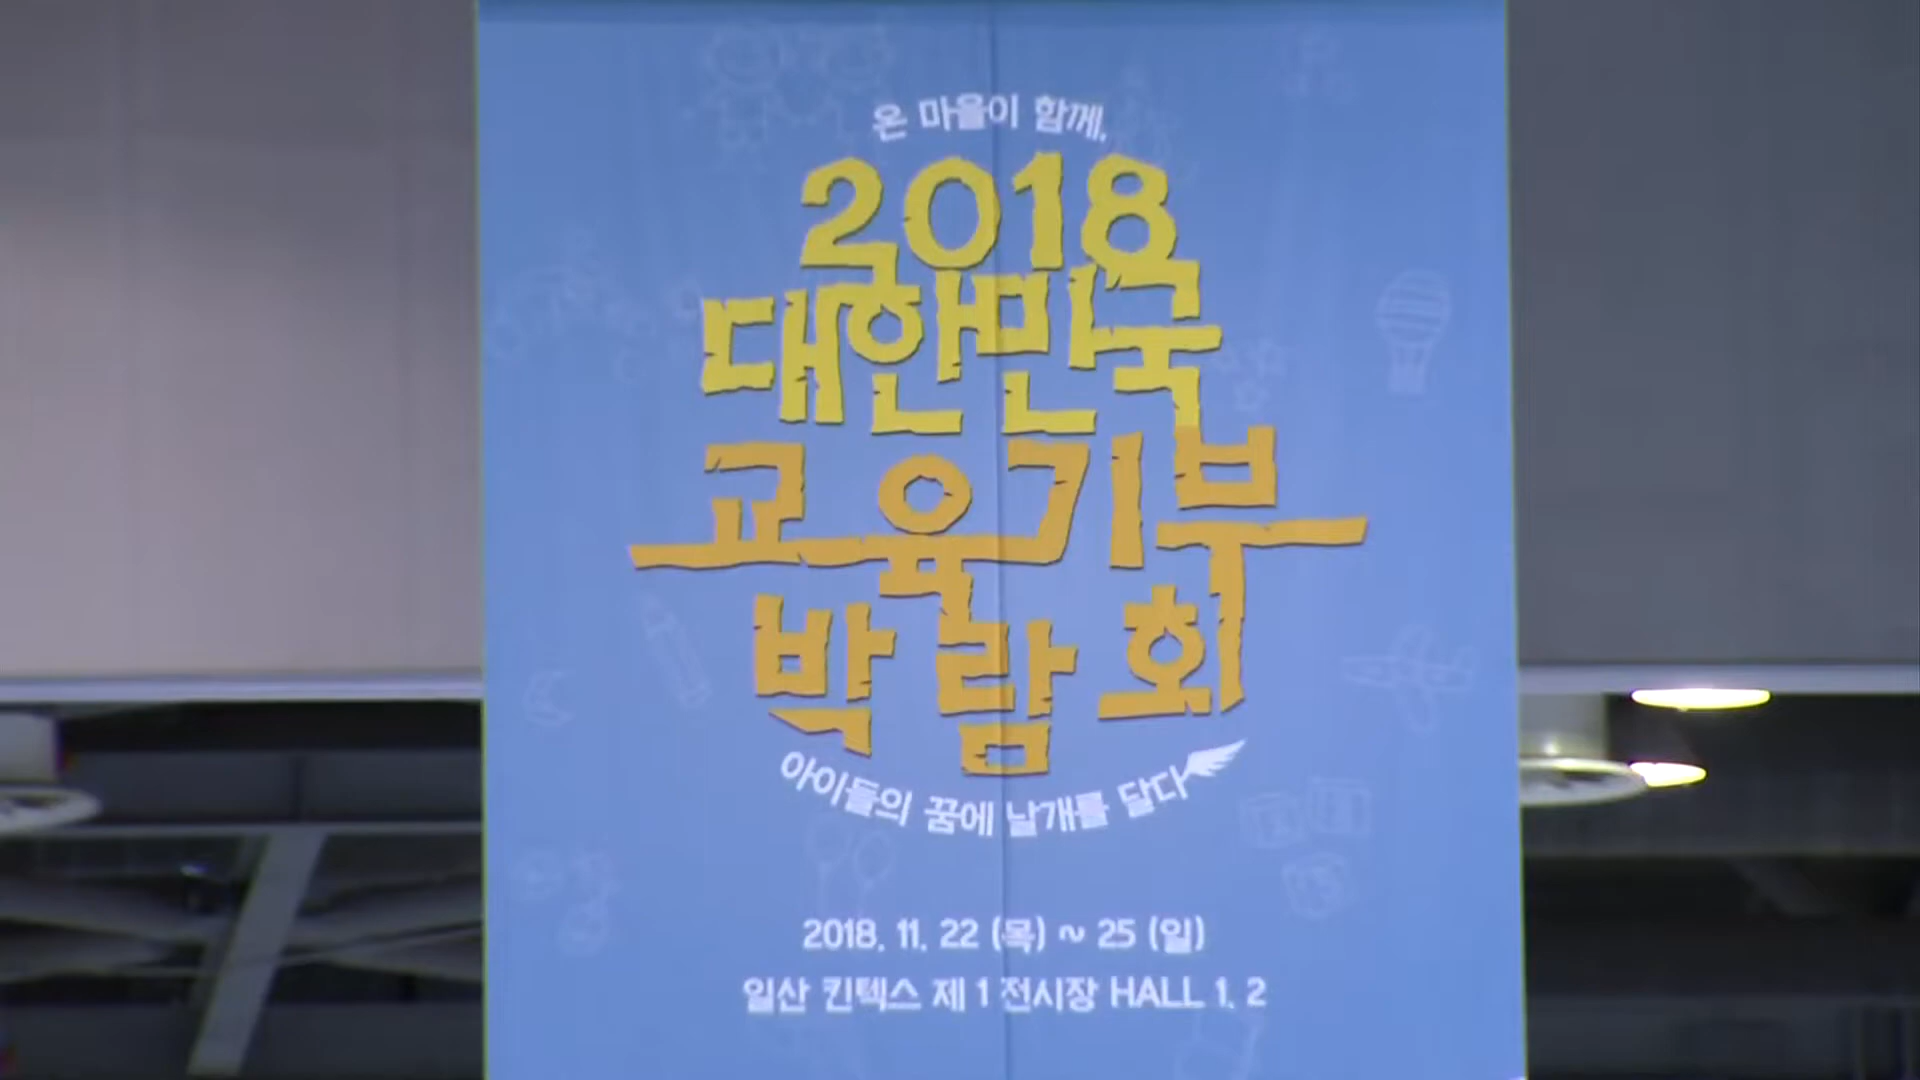 온 마을이 함께,
2018
대한민국
교육기부
박람회
아이들의 꿈에 날개를 달다
2018. 11. 22 (목) ~ 25 (일)
일산 킨텍스 제 1 전시장 HALL 1, 2